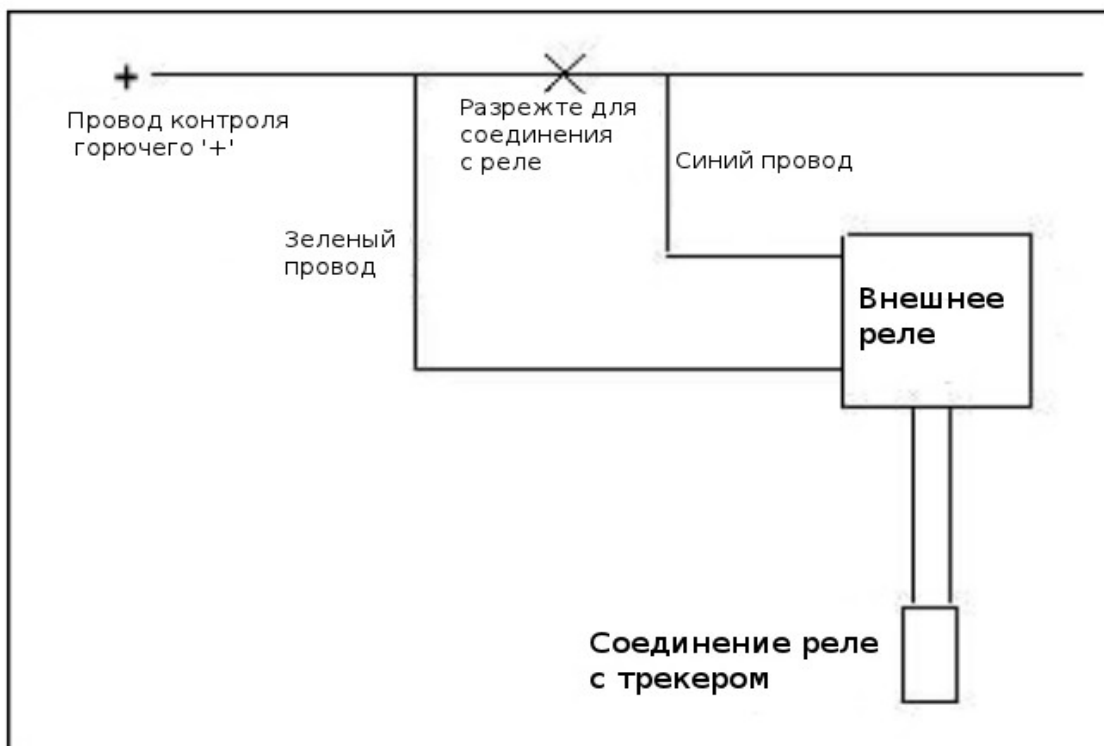 +
Провод контроля
горючего '+'
Разрежте для
соединения
с реле
Синий провод
Зеленый
провод
Внешнее
реле
Соединение реле
с трекером